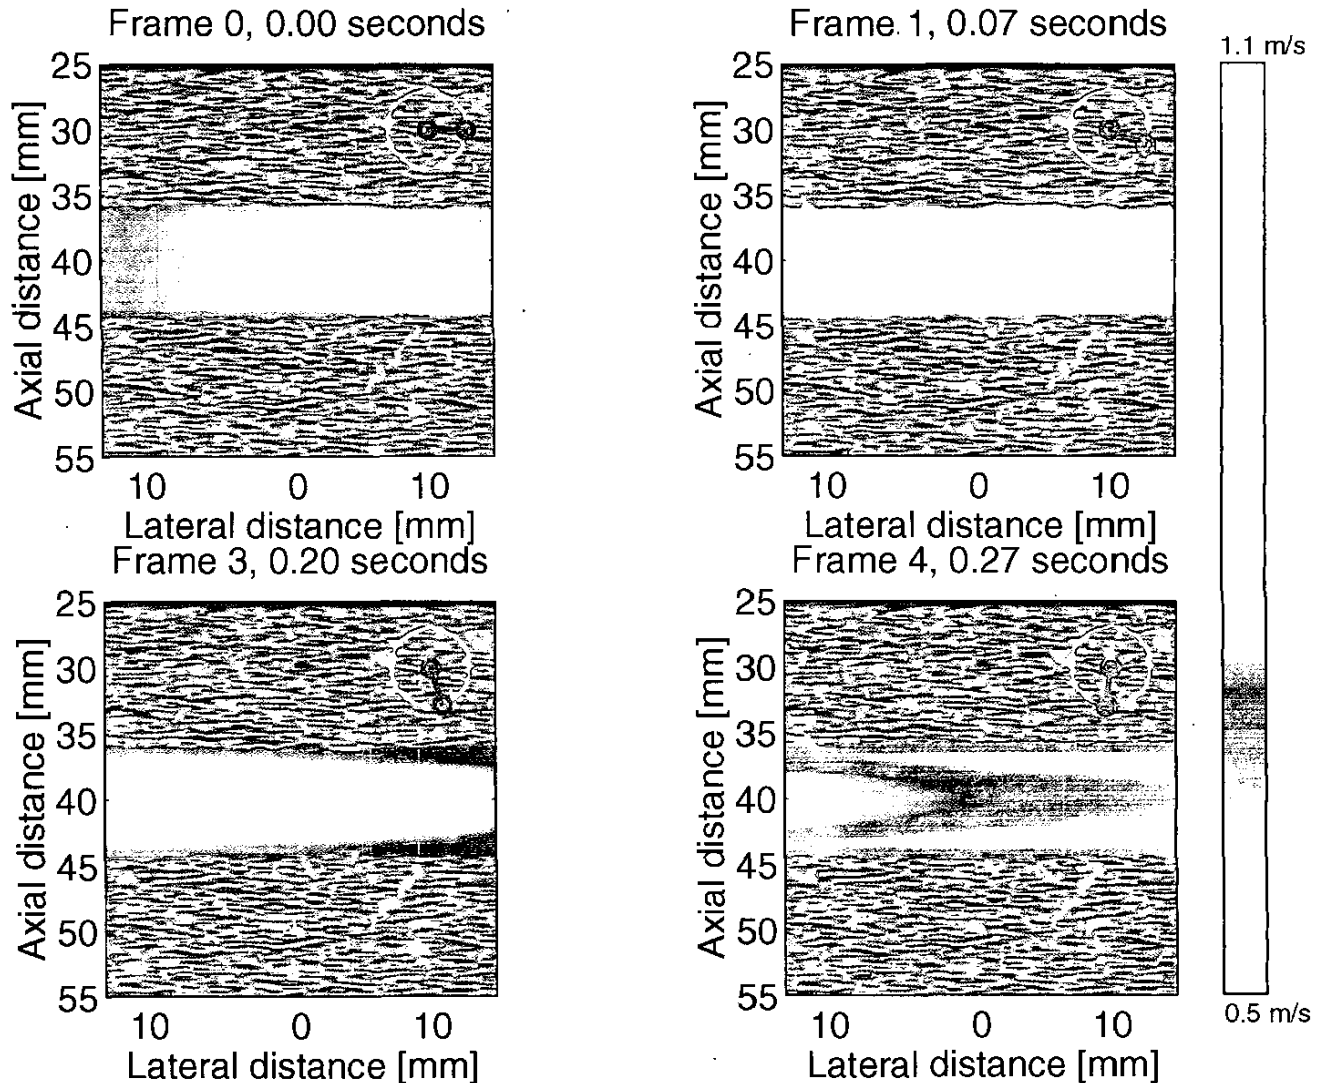 Frame 0, 0.00 seconds
Frame 1, 0.07 seconds
1.1 m/s
25
30
35
40
45
50
55
Axial distance [mm]
10 0 10
Lateral distance [mm]
25
30
35
40
45
50
55
Axial distance [mm]
10 0 10
Lateral distance [mm]
Frame 3, 0.20 seconds
Frame 4, 0.27 seconds
25
30
35
40
45
50
55
Axial distance [mm]
10 0 10
Lateral distance [mm]
25
30
35
40
45
50
55
Axial distance [mm]
10 0 10
Lateral distance [mm]
0.5 m/s